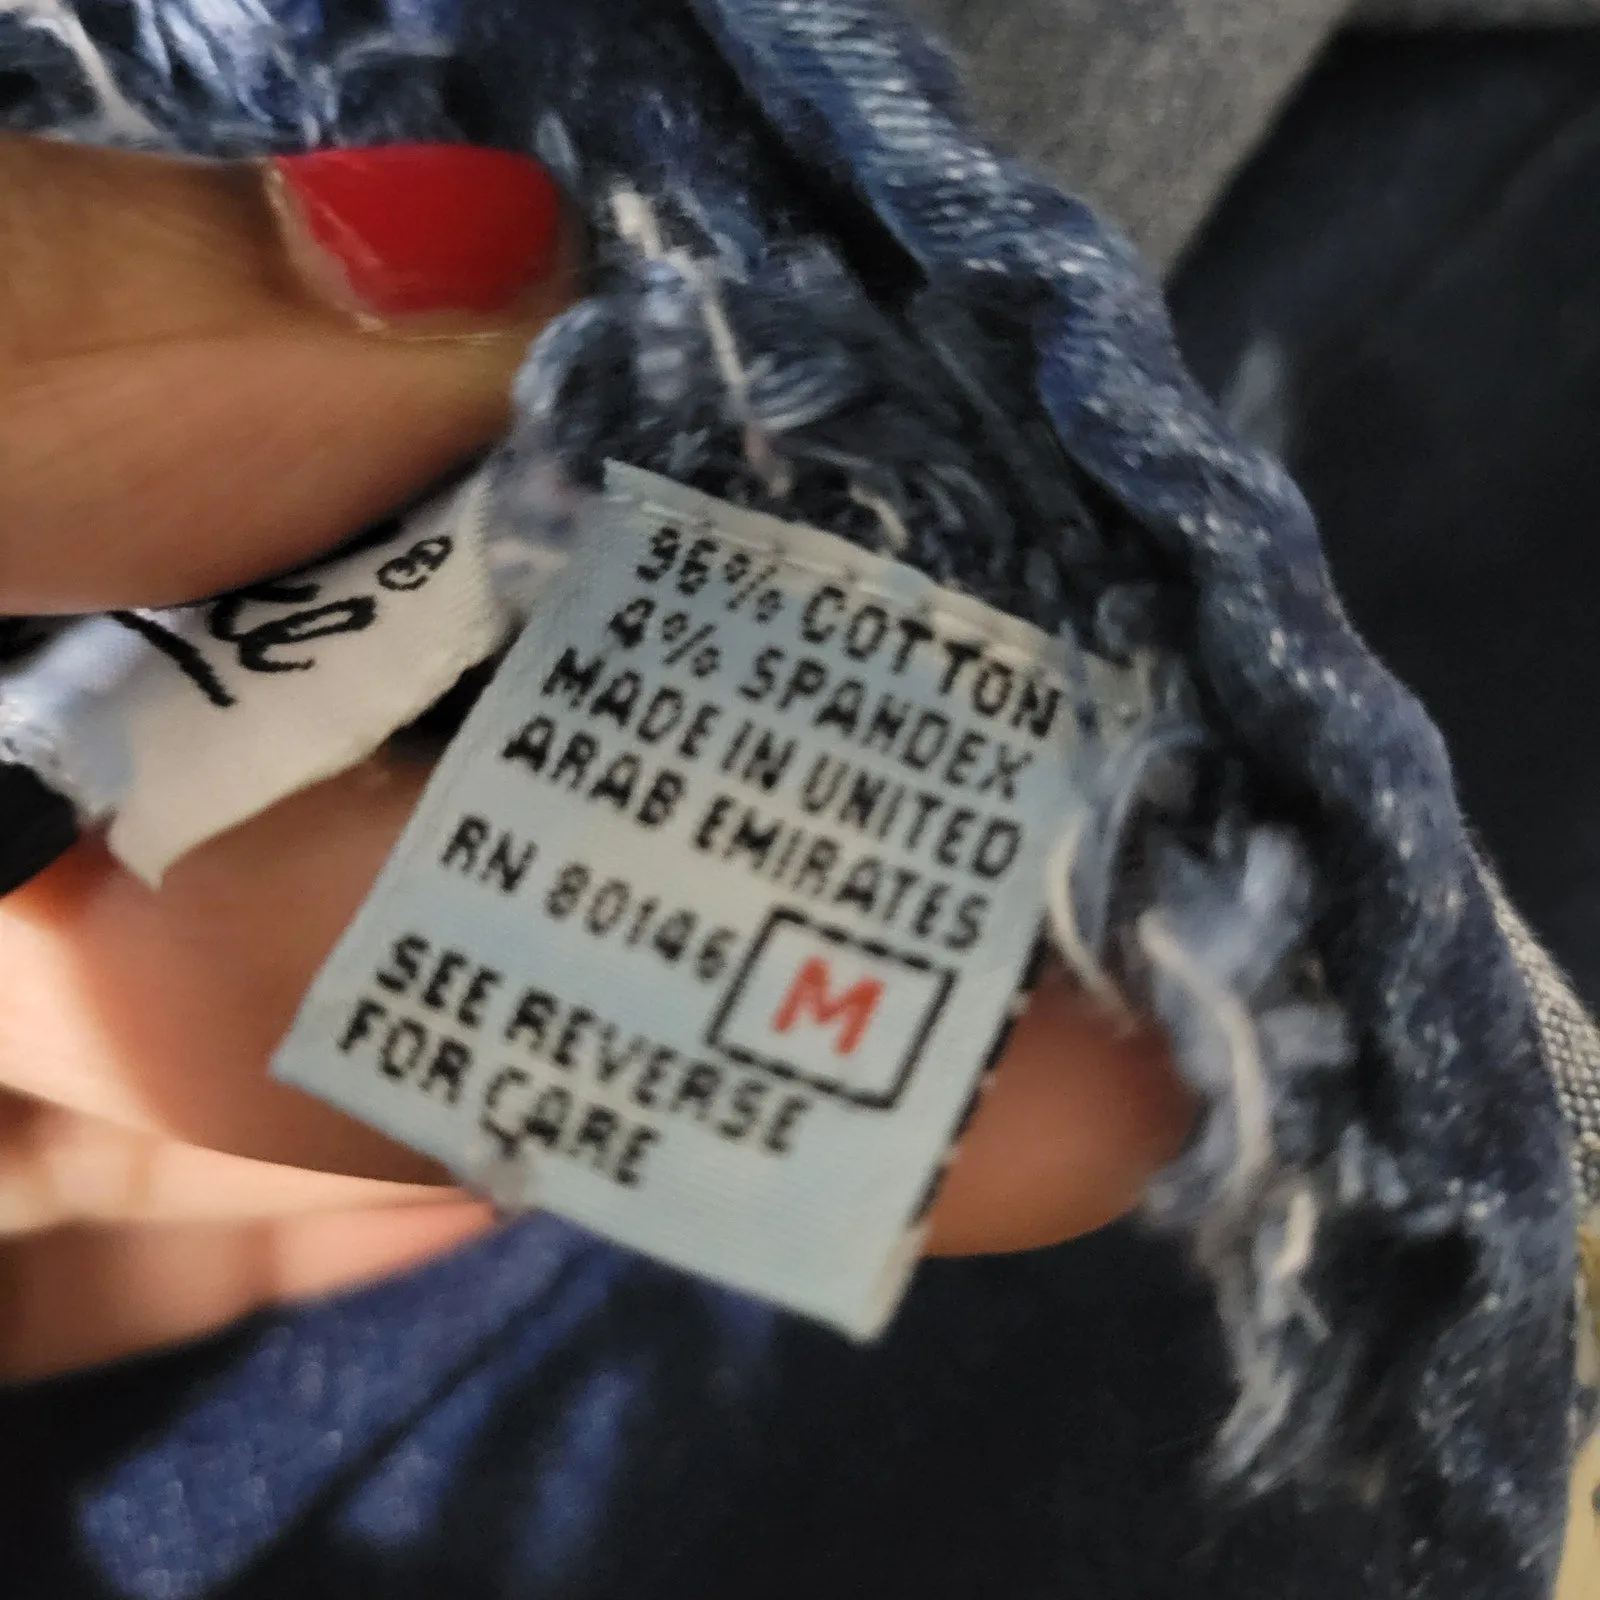 96% COTTON
4% SPANDEX
MADE IN UNITED
ARAB EMIRATES
RN 80146
M
SEE REVERSE
FOR CARE